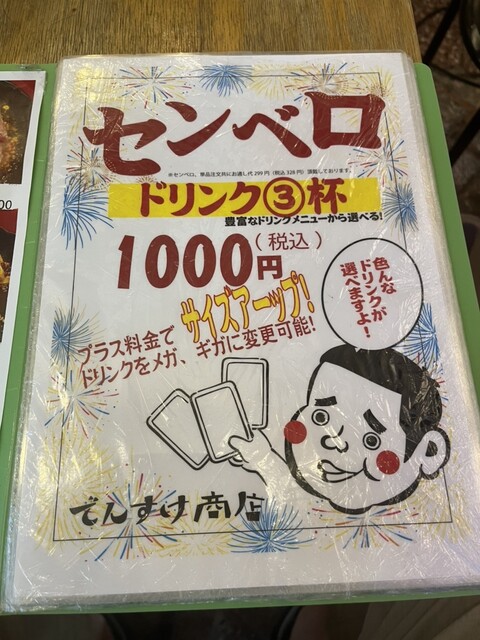 センベロ
※センベロ、単品注文共にお通し代 299 円(税込 328 円)頂戴しております。
ドリンク③杯
豊富なドリンクメニューから選べる!
1000円(税込)
サイズアーップ!
プラス料金で
ドリンクをメガ、ギガに変更可能!
色んな
ドリンクが
選べますよ!
でんすけ商店
00